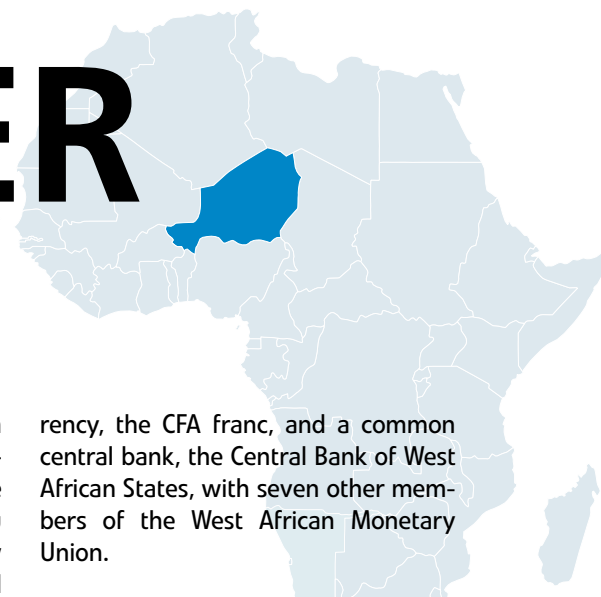 ER
rency, the CFA franc, and a common
central bank, the Central Bank of West
African States, with seven other mem-
bers of the West African Monetary
Union.